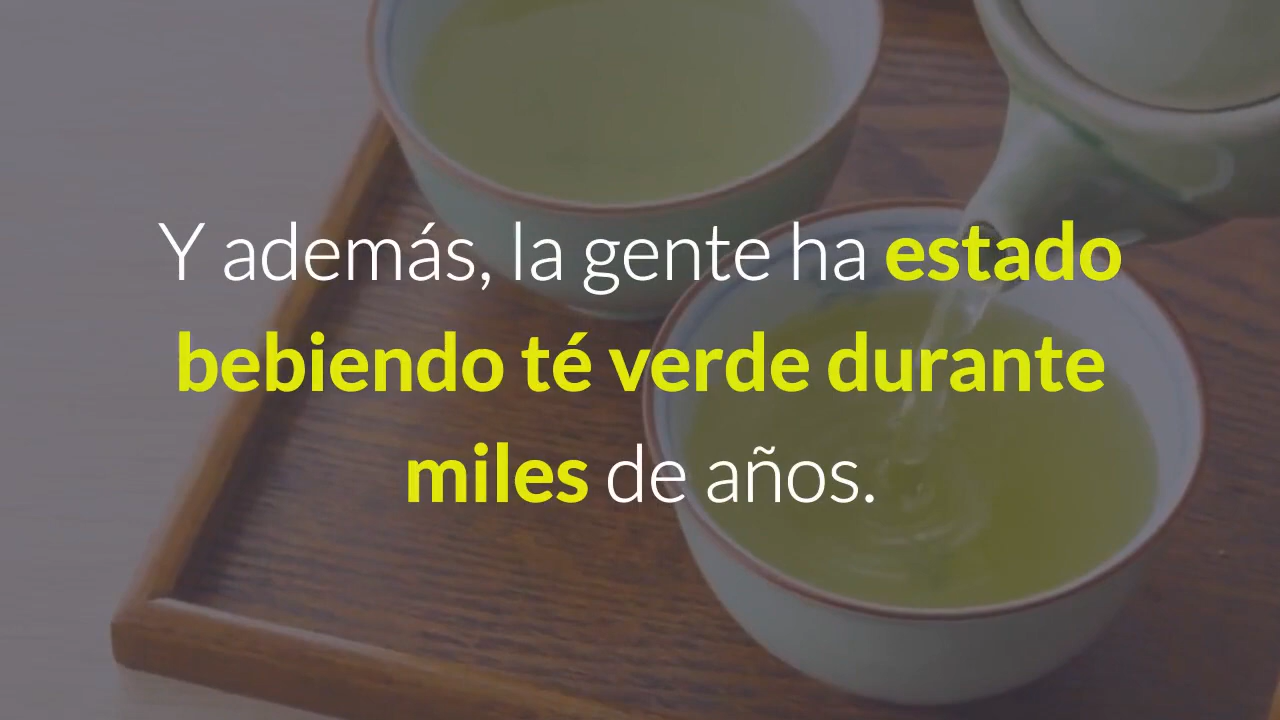 Y además, la gente ha estado
bebiendo té verde durante
miles de años.